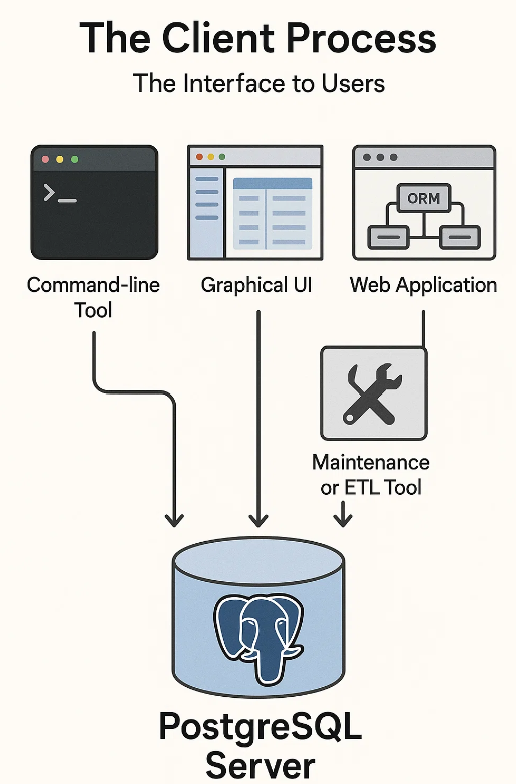 The Client Process
The Interface to Users
>_
ORM
Command-line
Tool
Graphical UI
Web Application
Maintenance
or ETL Tool
PostgreSQL
Server